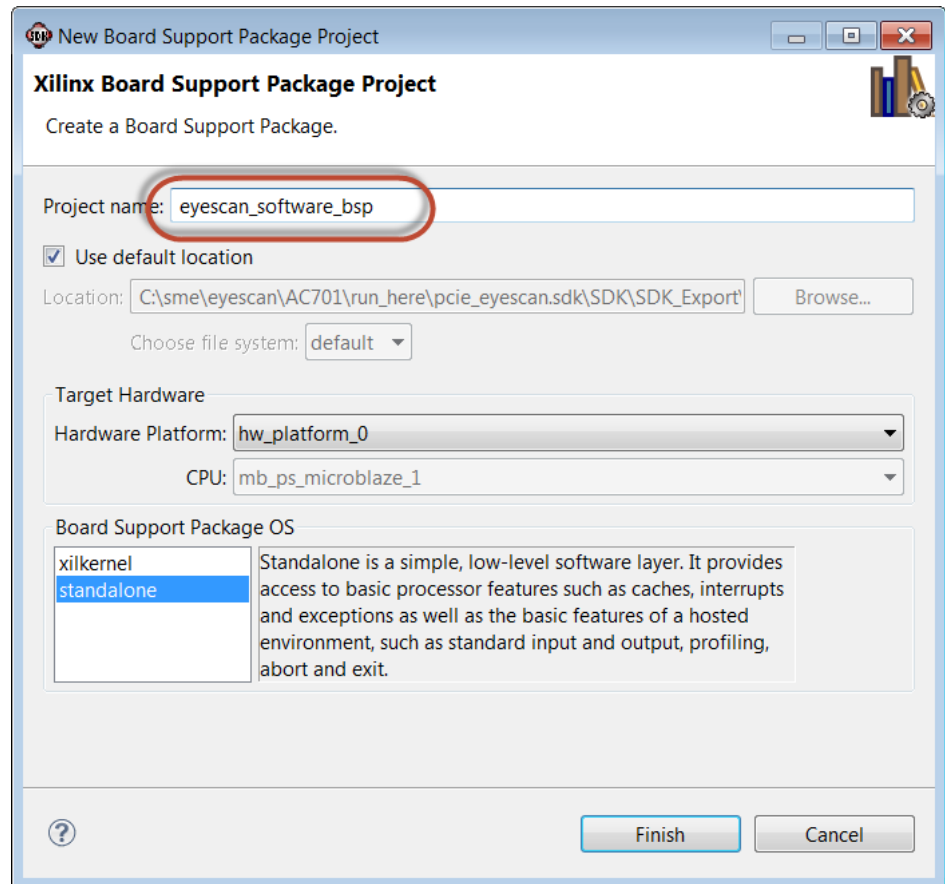 SDK New Board Support Package Project
Xilinx Board Support Package Project
Create a Board Support Package.
Project name: eyescan_software_bsp
Use default location
Location: C:\sme\eyescan\AC701\run_here\pcie_eyescan.sdk\SDK\SDK_Export\ Browse...
Choose file system: default
Target Hardware
Hardware Platform: hw_platform_0
CPU: mb_ps_microblaze_1
Board Support Package OS
xilkernel
standalone
Standalone is a simple, low-level software layer. It provides
access to basic processor features such as caches, interrupts
and exceptions as well as the basic features of a hosted
environment, such as standard input and output, profiling,
abort and exit.
? Finish Cancel